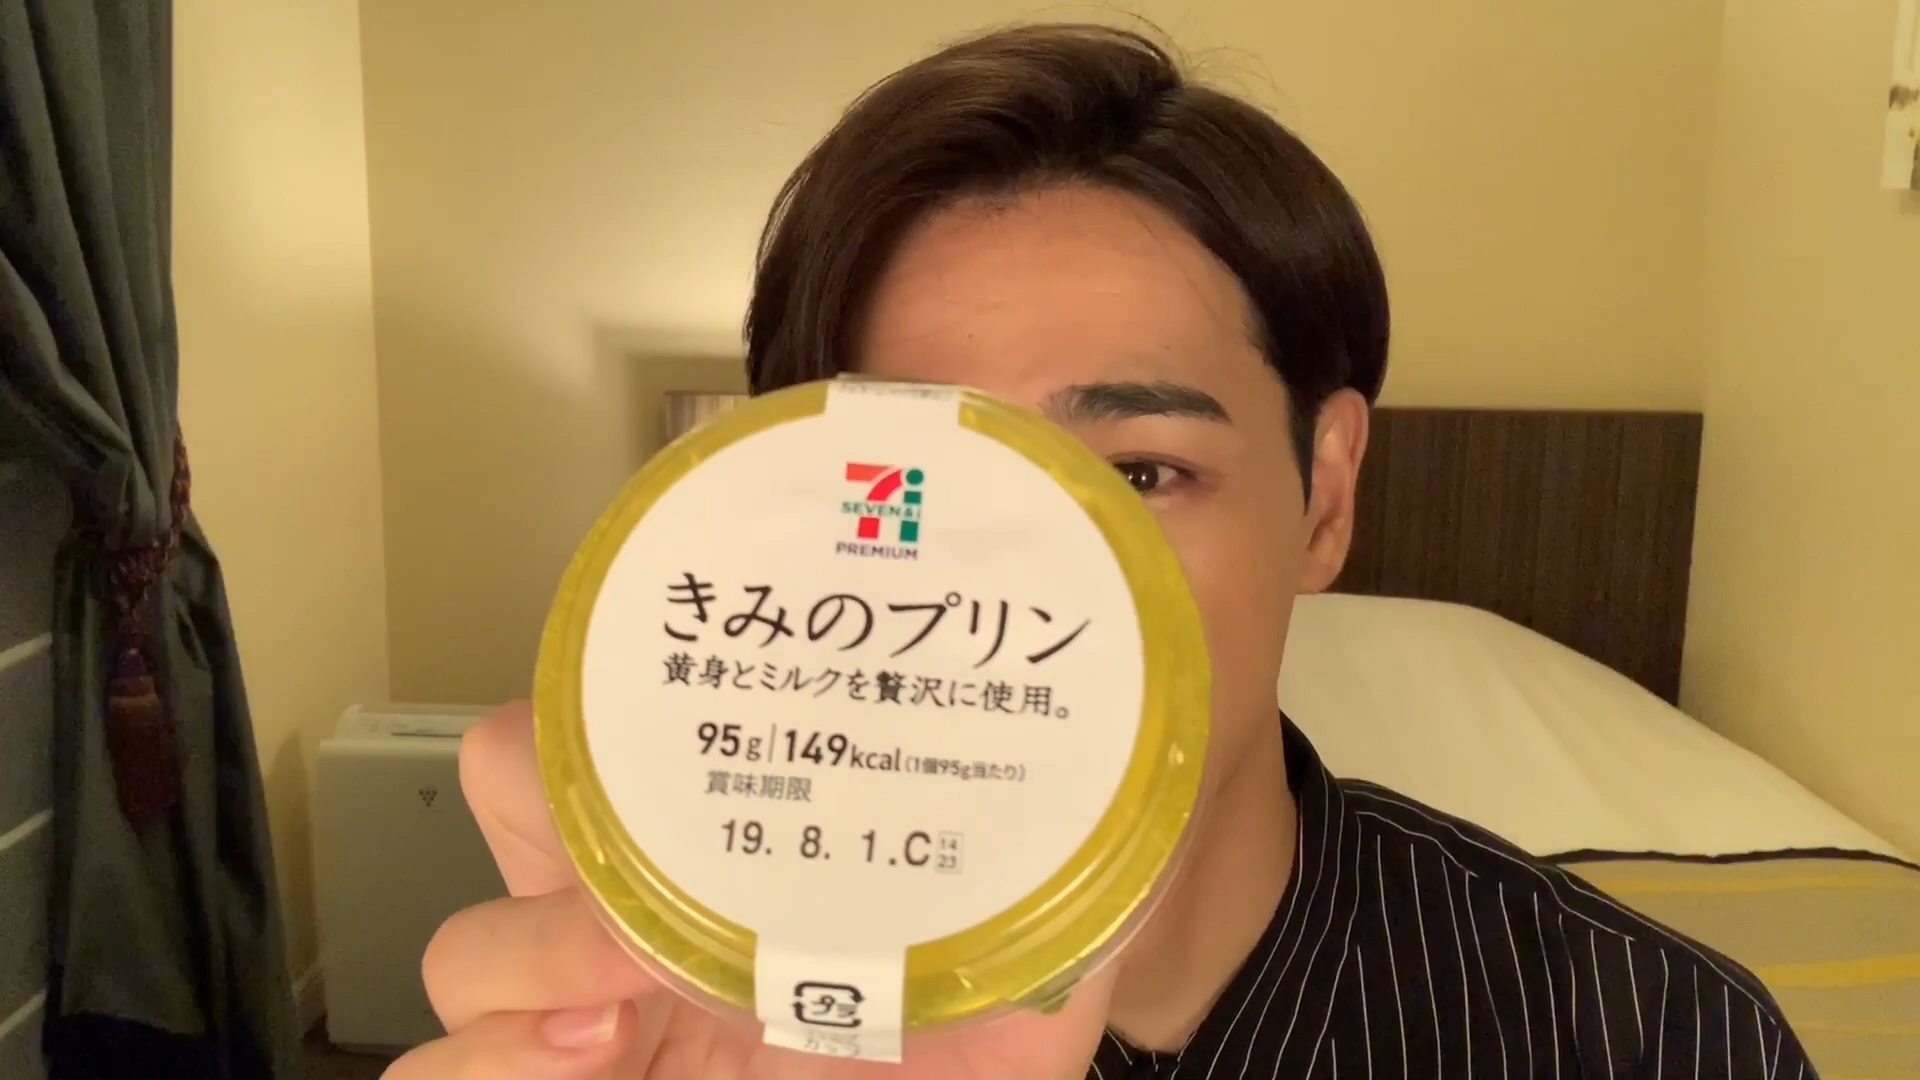 SEVEN & i
PREMIUM
きみのプリン
黄身とミルクを贅沢に使用。
95g|149kcal(1個95g当たり)
賞味期限
19. 8. 1.C 14 23
プラ
カップ